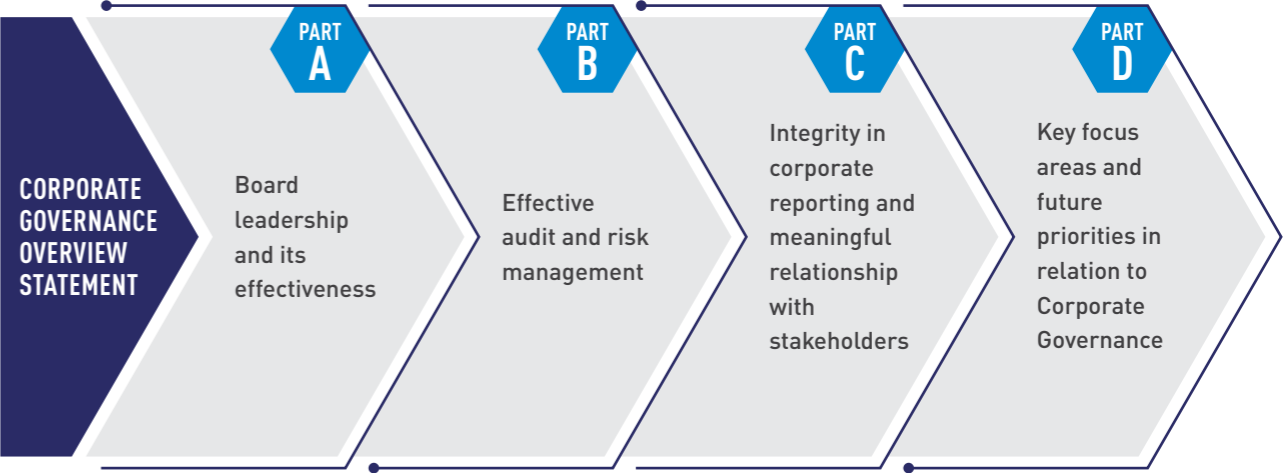 CORPORATE
GOVERNANCE
OVERVIEW
STATEMENT
PART
A
Board
leadership
and its
effectiveness
PART
B
Effective
audit and risk
management
PART
C
Integrity in
corporate
reporting and
meaningful
relationship
with
stakeholders
PART
D
Key focus
areas and
future
priorities in
relation to
Corporate
Governance